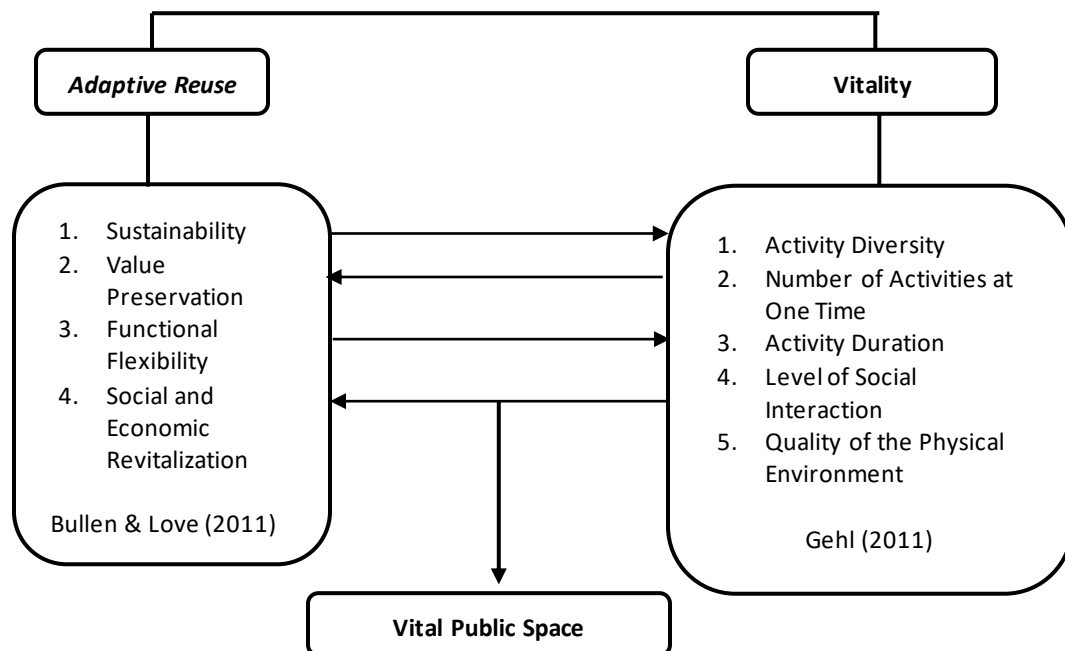 Adaptive Reuse
Vitality
1. Sustainability
2. Value
Preservation
3. Functional
Flexibility
4. Social and
Economic
Revitalization
Bullen & Love (2011)
1. Activity Diversity
2. Number of Activities at
One Time
3. Activity Duration
4. Level of Social
Interaction
5. Quality of the Physical
Environment
Gehl (2011)
Vital Public Space